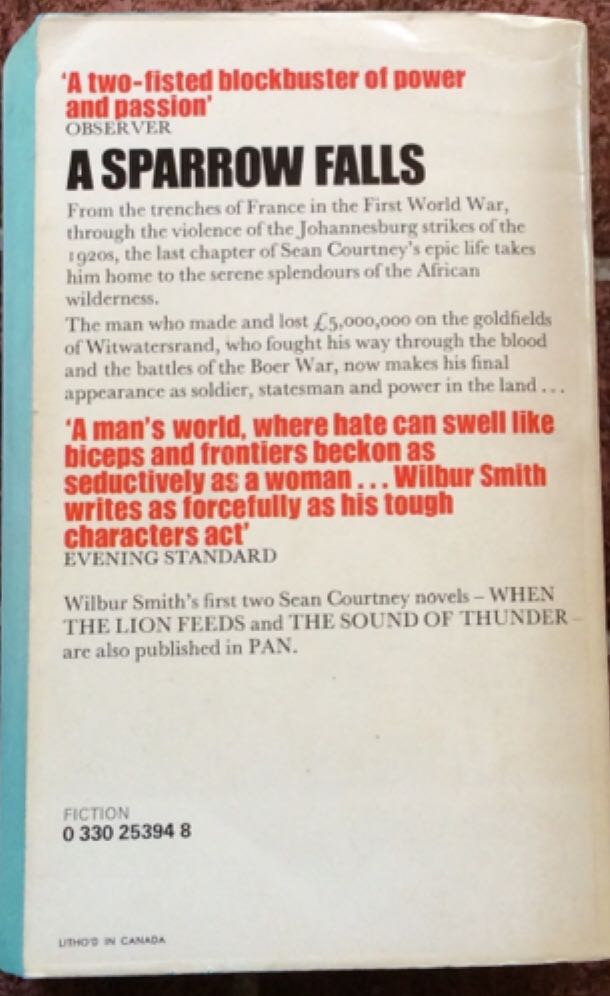 ‘A two-fisted blockbuster of power
and passion’
OBSERVER
A SPARROW FALLS
From the trenches of France in the First World War,
through the violence of the Johannesburg strikes of the
1920s, the last chapter of Sean Courtney’s epic life takes
him home to the serene splendours of the African
wilderness.
The man who made and lost £5,000,000 on the goldfields
of Witwatersrand, who fought his way through the blood
and the battles of the Boer War, now makes his final
appearance as soldier, statesman and power in the land ...
‘A man’s world, where hate can swell like
biceps and frontiers beckon as
seductively as a woman ... Wilbur Smith
writes as forcefully as his tough
characters act’
EVENING STANDARD
Wilbur Smith’s first two Sean Courtney novels – WHEN
THE LION FEEDS and THE SOUND OF THUNDER –
are also published in PAN.
FICTION
0 330 25394 8
LITHO'D IN CANADA